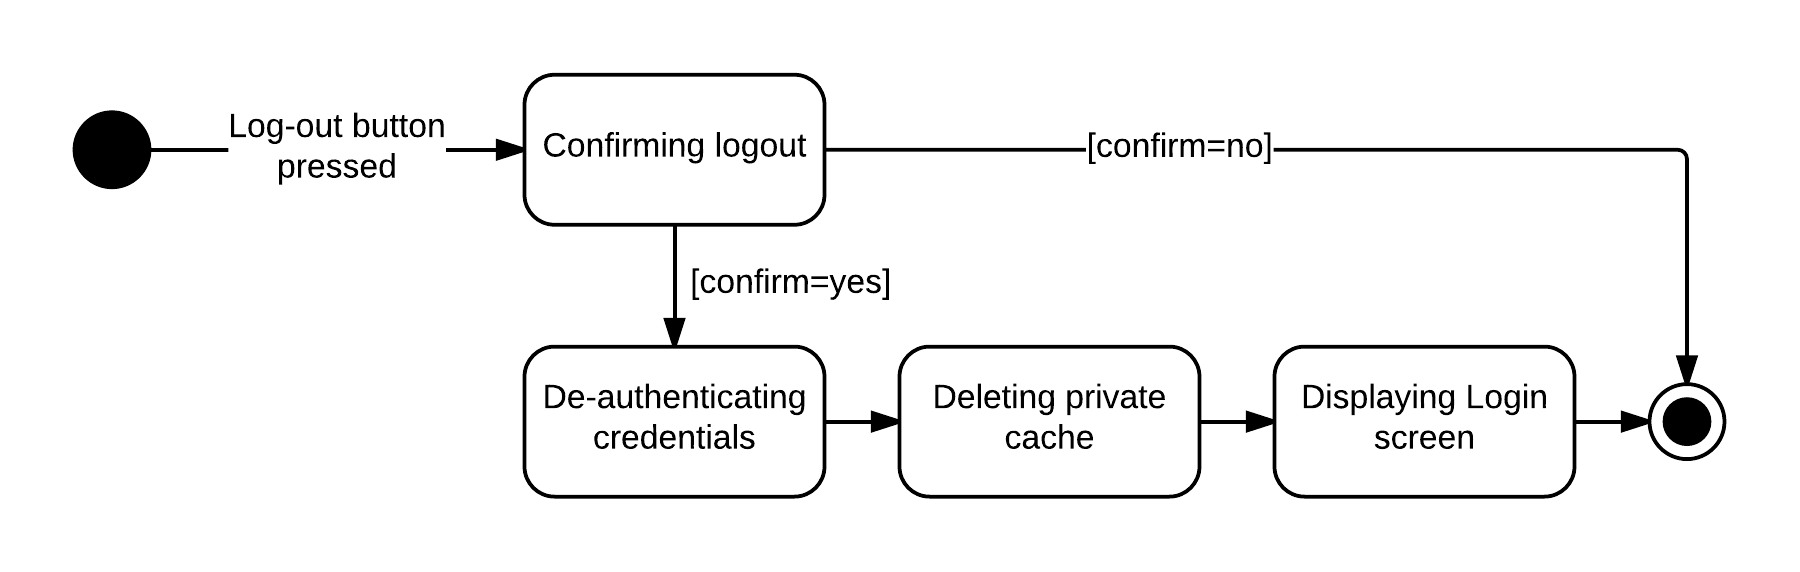 Log-out button
pressed
Confirming logout
[confirm=no]
[confirm=yes]
De-authenticating
credentials
Deleting private
cache
Displaying Login
screen